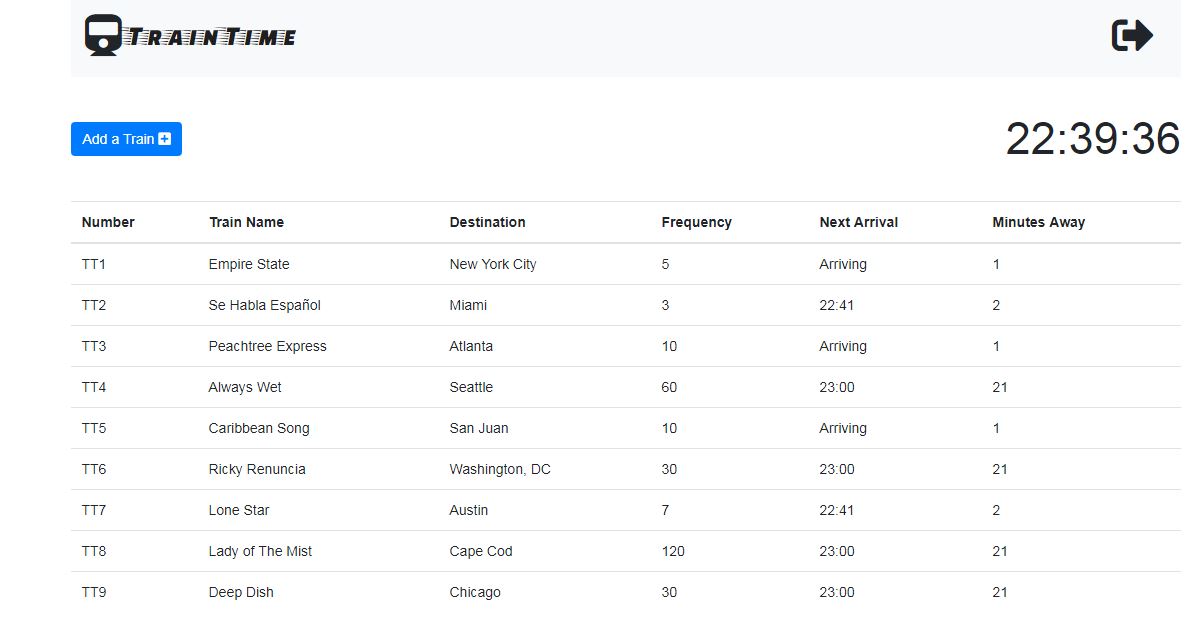 TRAINTIME
Add a Train
22:39:36
Number Train Name Destination Frequency Next Arrival Minutes Away
TT1 Empire State New York City 5 Arriving 1
TT2 Se Habla Español Miami 3 22:41 2
TT3 Peachtree Express Atlanta 10 Arriving 1
TT4 Always Wet Seattle 60 23:00 21
TT5 Caribbean Song San Juan 10 Arriving 1
TT6 Ricky Renuncia Washington, DC 30 23:00 21
TT7 Lone Star Austin 7 22:41 2
TT8 Lady of The Mist Cape Cod 120 23:00 21
TT9 Deep Dish Chicago 30 23:00 21